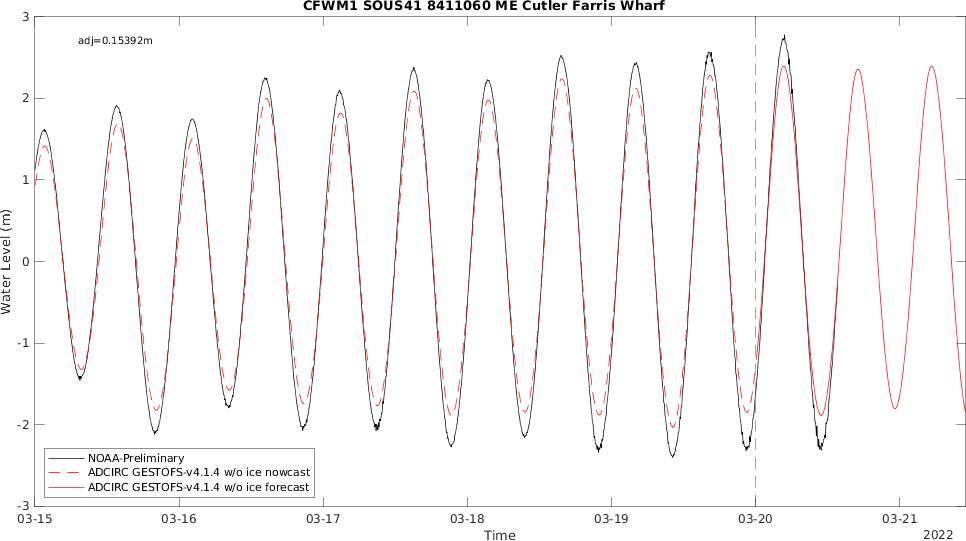 CFWM1 SOUS41 8411060 ME Cutler Farris Wharf
adj=0.15392m
3
2
1
0
-1
-2
-3
Water Level (m)
NOAA-Preliminary
ADCIRC GESTOFS-v4.1.4 w/o ice nowcast
ADCIRC GESTOFS-v4.1.4 w/o ice forecast
03-15 03-16 03-17 03-18 03-19 03-20 03-21
Time
2022